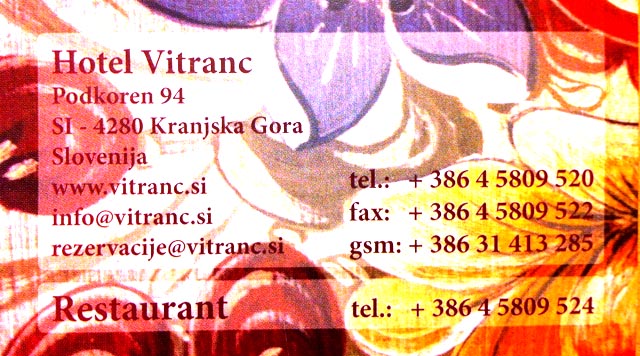 Hotel Vitranc
Podkoren 94
SI - 4280 Kranjska Gora
Slovenija
www.vitranc.si
info@vitranc.si
rezervacije@vitranc.si
tel.: + 386 4 5809 520
fax: + 386 4 5809 522
gsm: + 386 31 413 285
Restaurant tel.: + 386 4 5809 524